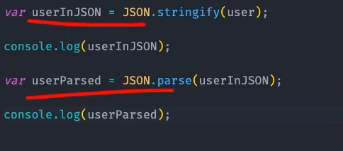 var userInJSON = JSON.stringify(user);
console.log(userInJSON);
var userParsed = JSON.parse(userInJSON);
console.log(userParsed);